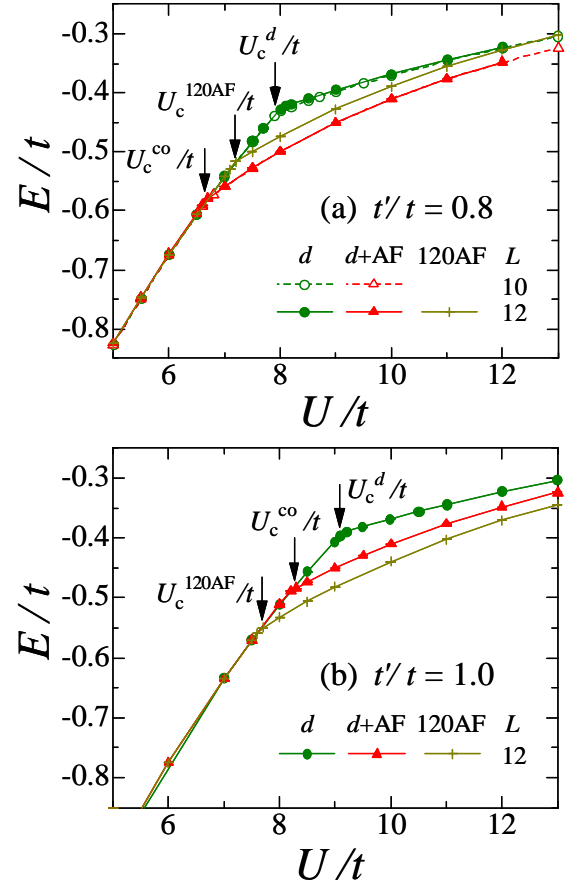 -0.3
-0.4
-0.5
-0.6
-0.7
-0.8
E / t
U_c^d /t
U_c^120AF /t
U_c^co /t
(a) t'/ t = 0.8
d d+AF 120AF L
10
12
6 8 10 12
U /t
-0.3
-0.4
-0.5
-0.6
-0.7
-0.8
E / t
U_c^d /t
U_c^co /t
U_c^120AF /t
(b) t'/ t = 1.0
d d+AF 120AF L
12
6 8 10 12
U /t